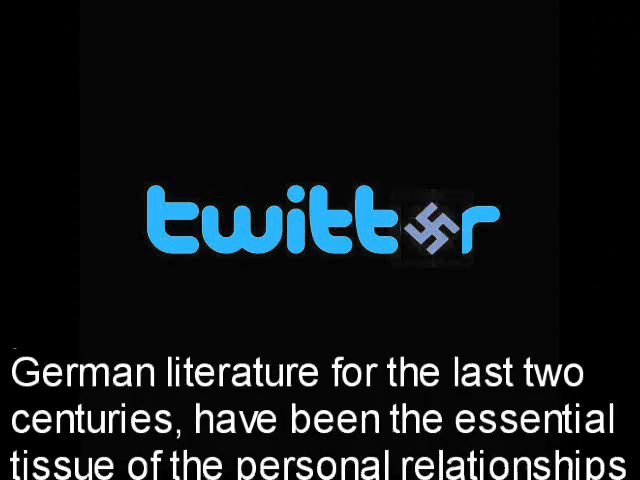 twitt卐r
German literature for the last two
centuries, have been the essential
tissue of the personal relationships